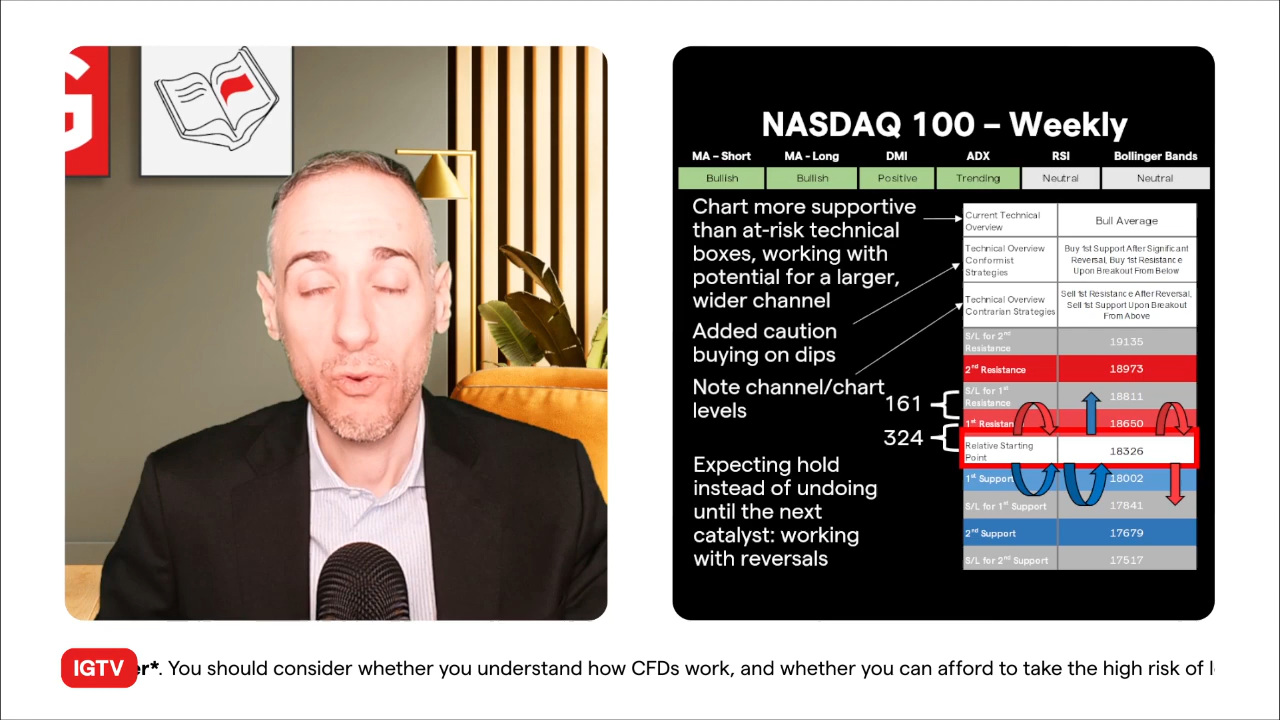 G
NASDAQ 100 – Weekly
MA – Short MA - Long DMI ADX RSI Bollinger Bands
Bullish Bullish Positive Trending Neutral Neutral
Chart more supportive
than at-risk technical
boxes, working with
potential for a larger,
wider channel
Added caution
buying on dips
Note channel/chart
levels
161
324
Expecting hold
instead of undoing
until the next
catalyst: working
with reversals
Current Technical
Overview
Bull Average
Technical Overview
Conformist
Strategies
Buy 1st Support After Significant
Reversal, Buy 1st Resistance
Upon Breakout From Below
Technical Overview
Contrarian Strategies
Sell 1st Resistance After Reversal,
Sell 1st Support Upon Breakout
From Above
S/L for 2nd
Resistance
19135
2nd Resistance 18973
S/L for 1st
Resistance
18811
1st Resistan 18650
Relative Starting
Point
18326
1st Suppor 18002
S/L for 1st Support 17841
2nd Support 17679
S/L for 2nd Support 17517
IGTV er*. You should consider whether you understand how CFDs work, and whether you can afford to take the high risk of l